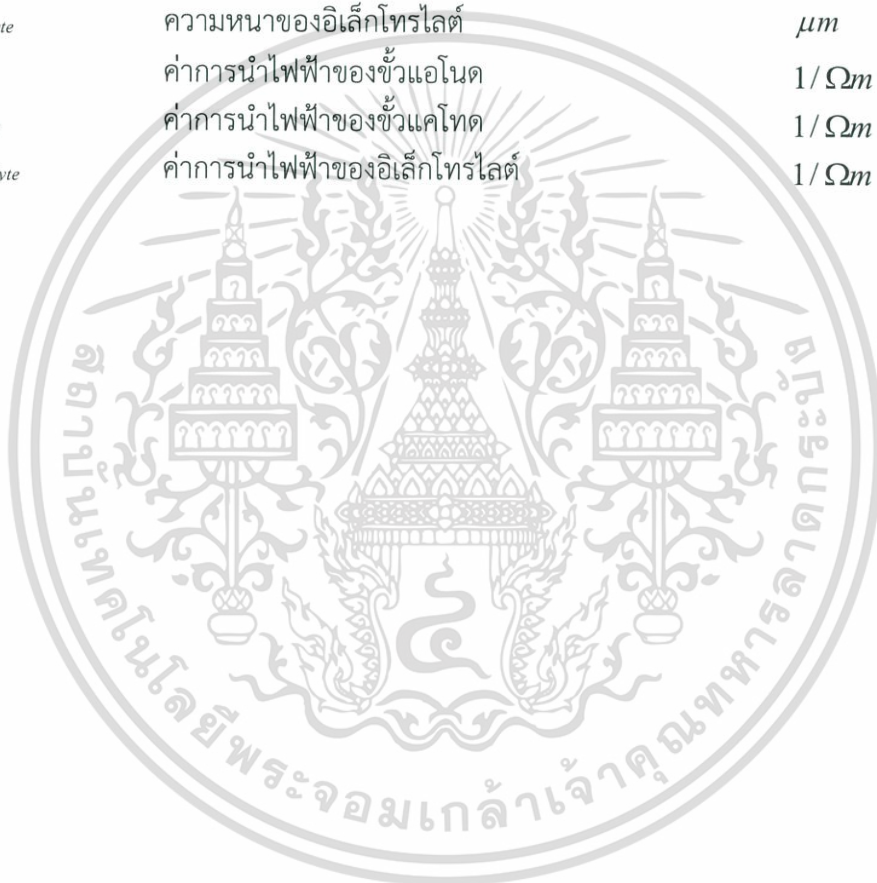 te ความหนาของอิเล็กโทรไลต์ μm
ค่าการนำไฟฟ้าของขั้วแอโนด 1/Ωm
ค่าการนำไฟฟ้าของขั้วแคโทด 1/Ωm
yte ค่าการนำไฟฟ้าของอิเล็กโทรไลต์ 1/Ωm
สถาบันเทคโนโลยีพระจอมเกล้าเจ้าคุณทหารลาดกระบัง